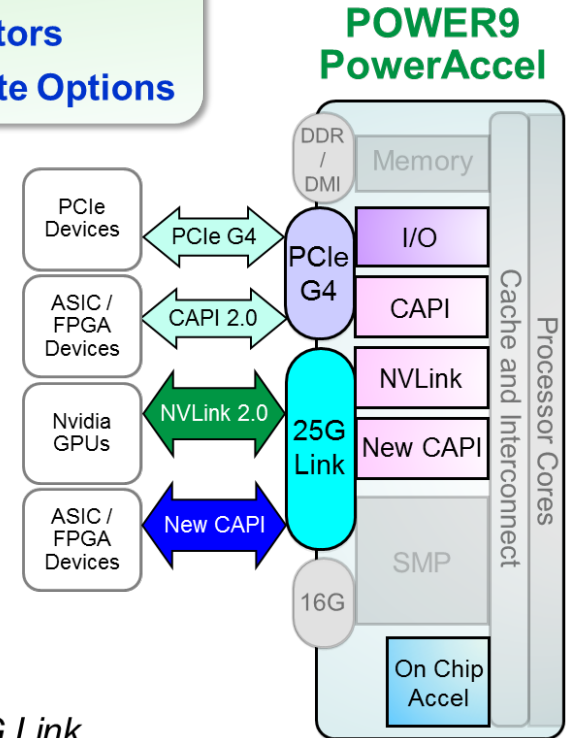 POWER9
PowerAccel
Options
DDR
/
DMI
Memory
PCIe
Devices
PCIe G4
PCIe
G4
I/O
ASIC /
FPGA
Devices
CAPI 2.0
CAPI
Nvidia
GPUs
NVLink 2.0
25G
Link
NVLink
New CAPI
ASIC /
FPGA
Devices
New CAPI
SMP
16G
On Chip
Accel
Cache and Interconnect
Processor Cores
Link